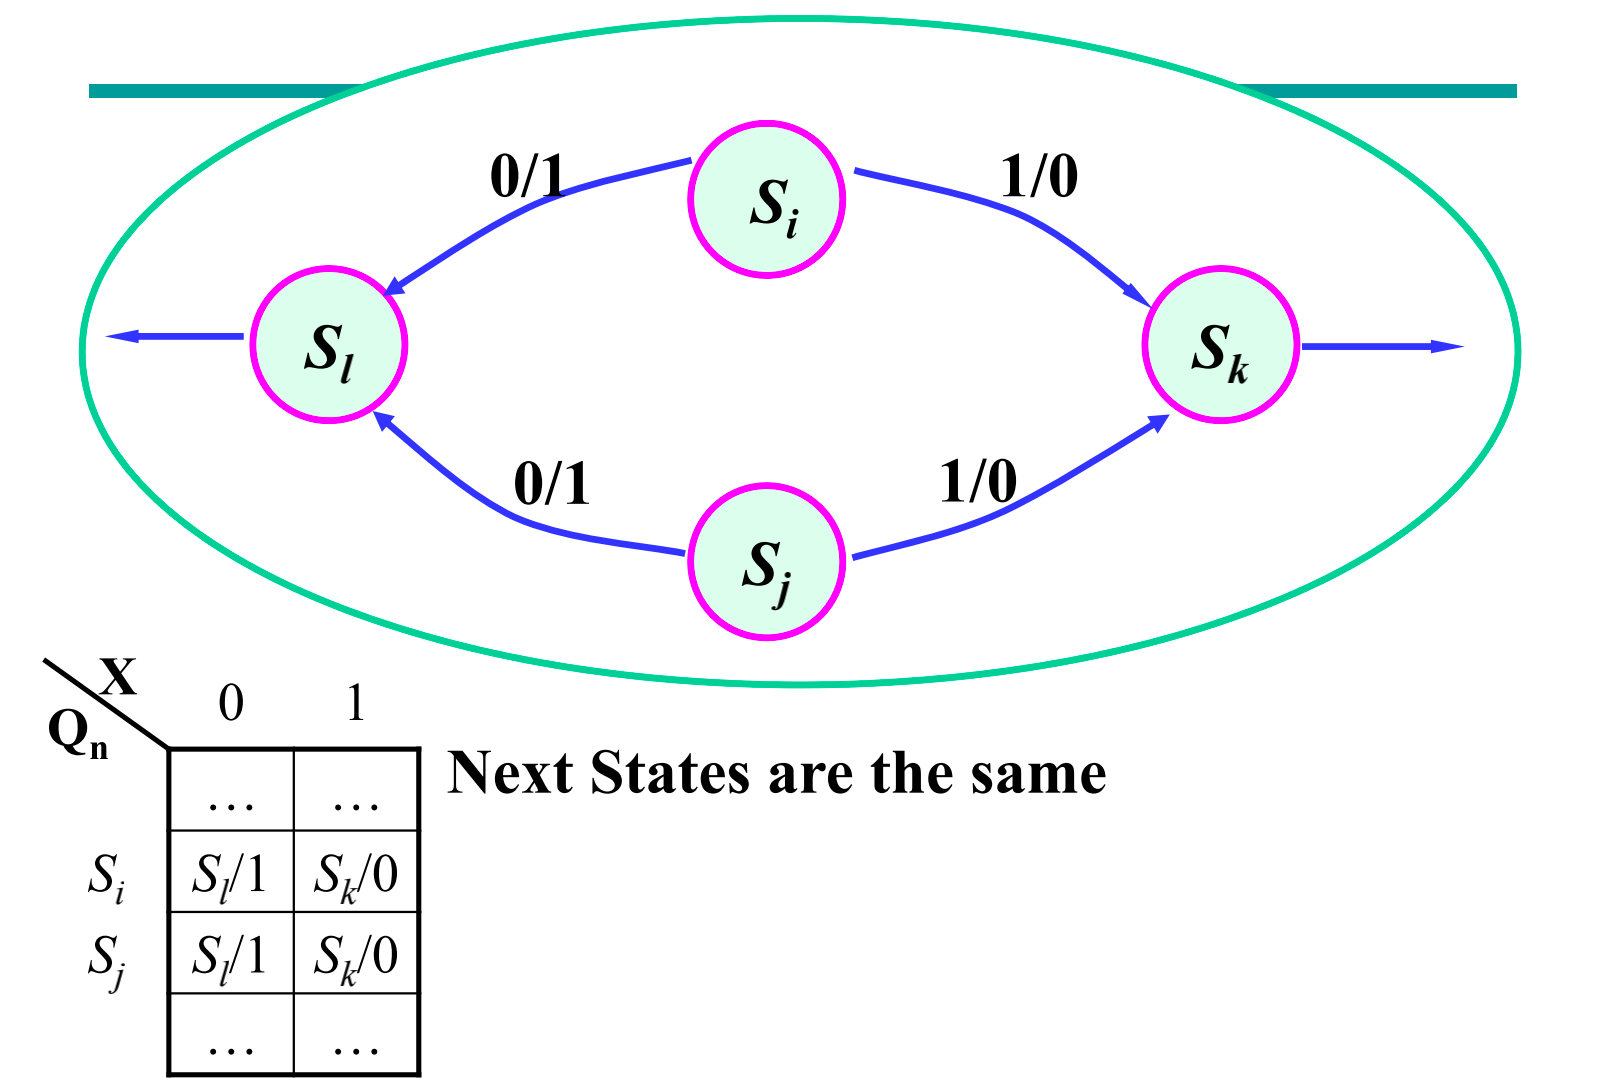 0/1 S_i 1/0
S_l S_k
0/1 1/0
S_j
X
Q_n 0 1
… … Next States are the same
S_i S_l/1 S_k/0
S_j S_l/1 S_k/0
… …